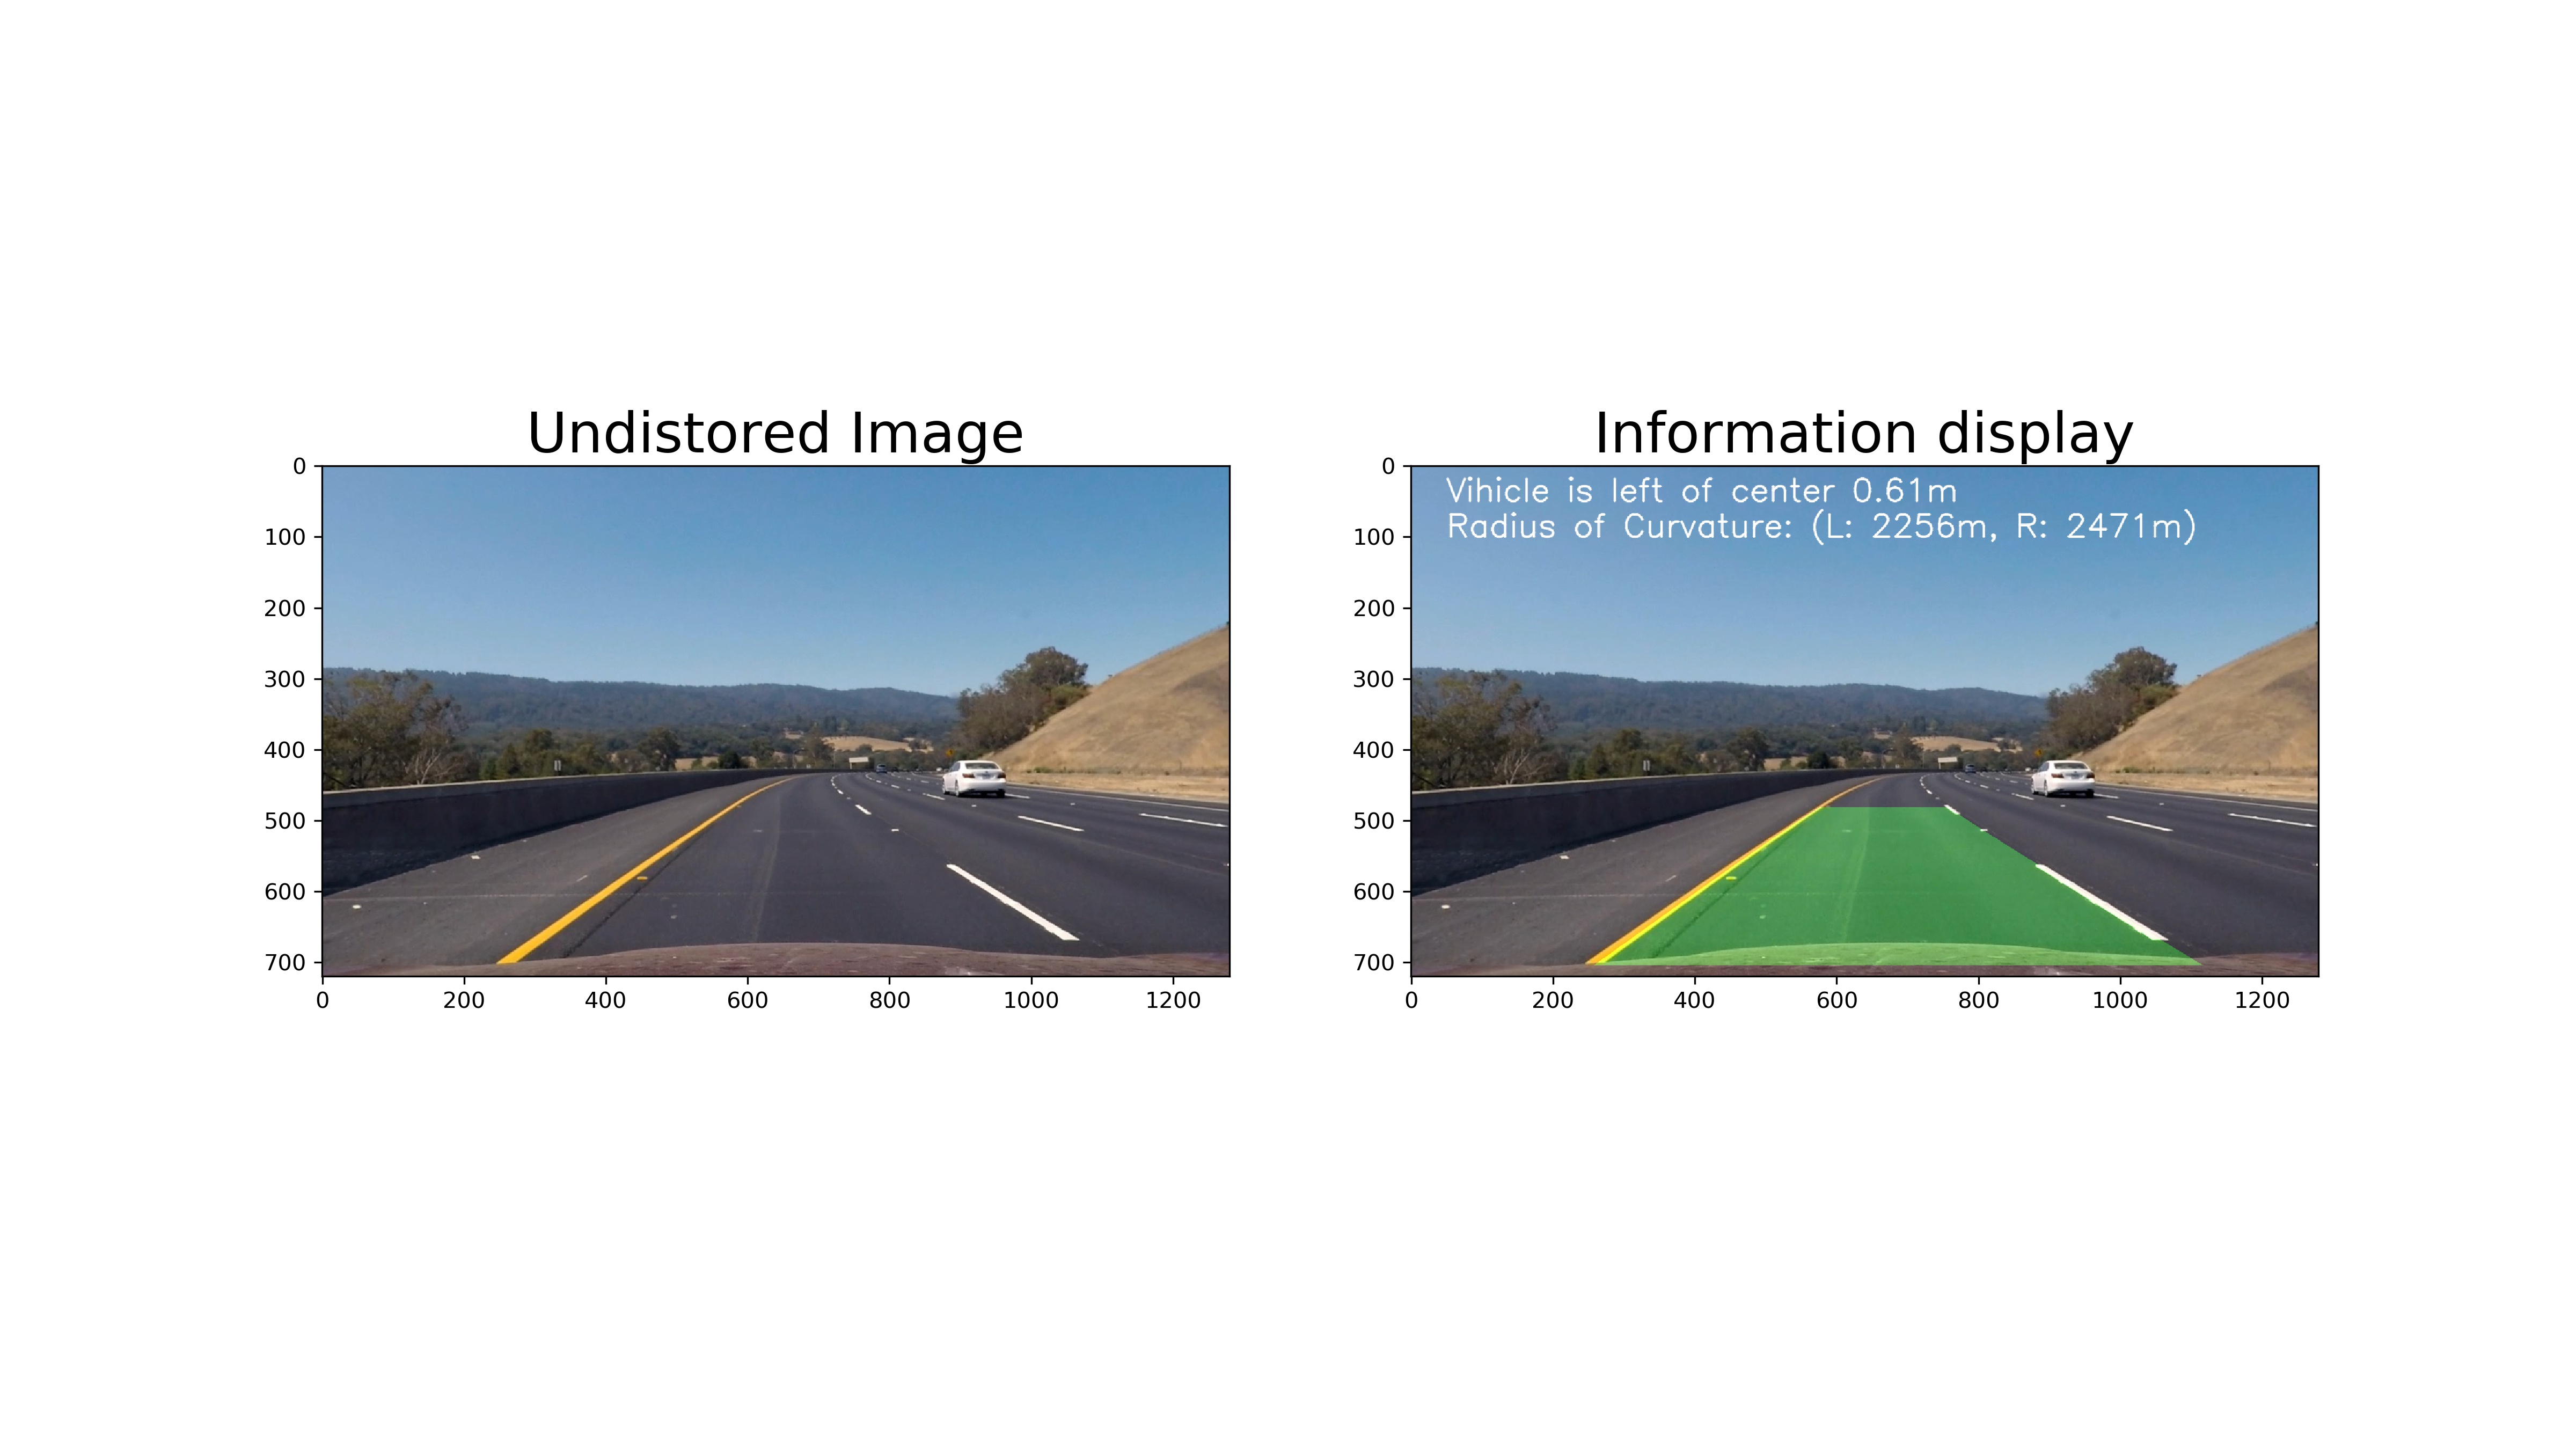 Undistored Image
0
100
200
300
400
500
600
700
0 200 400 600 800 1000 1200
Information display
Vihicle is left of center 0.61m
Radius of Curvature: (L: 2256m, R: 2471m)
0
100
200
300
400
500
600
700
0 200 400 600 800 1000 1200